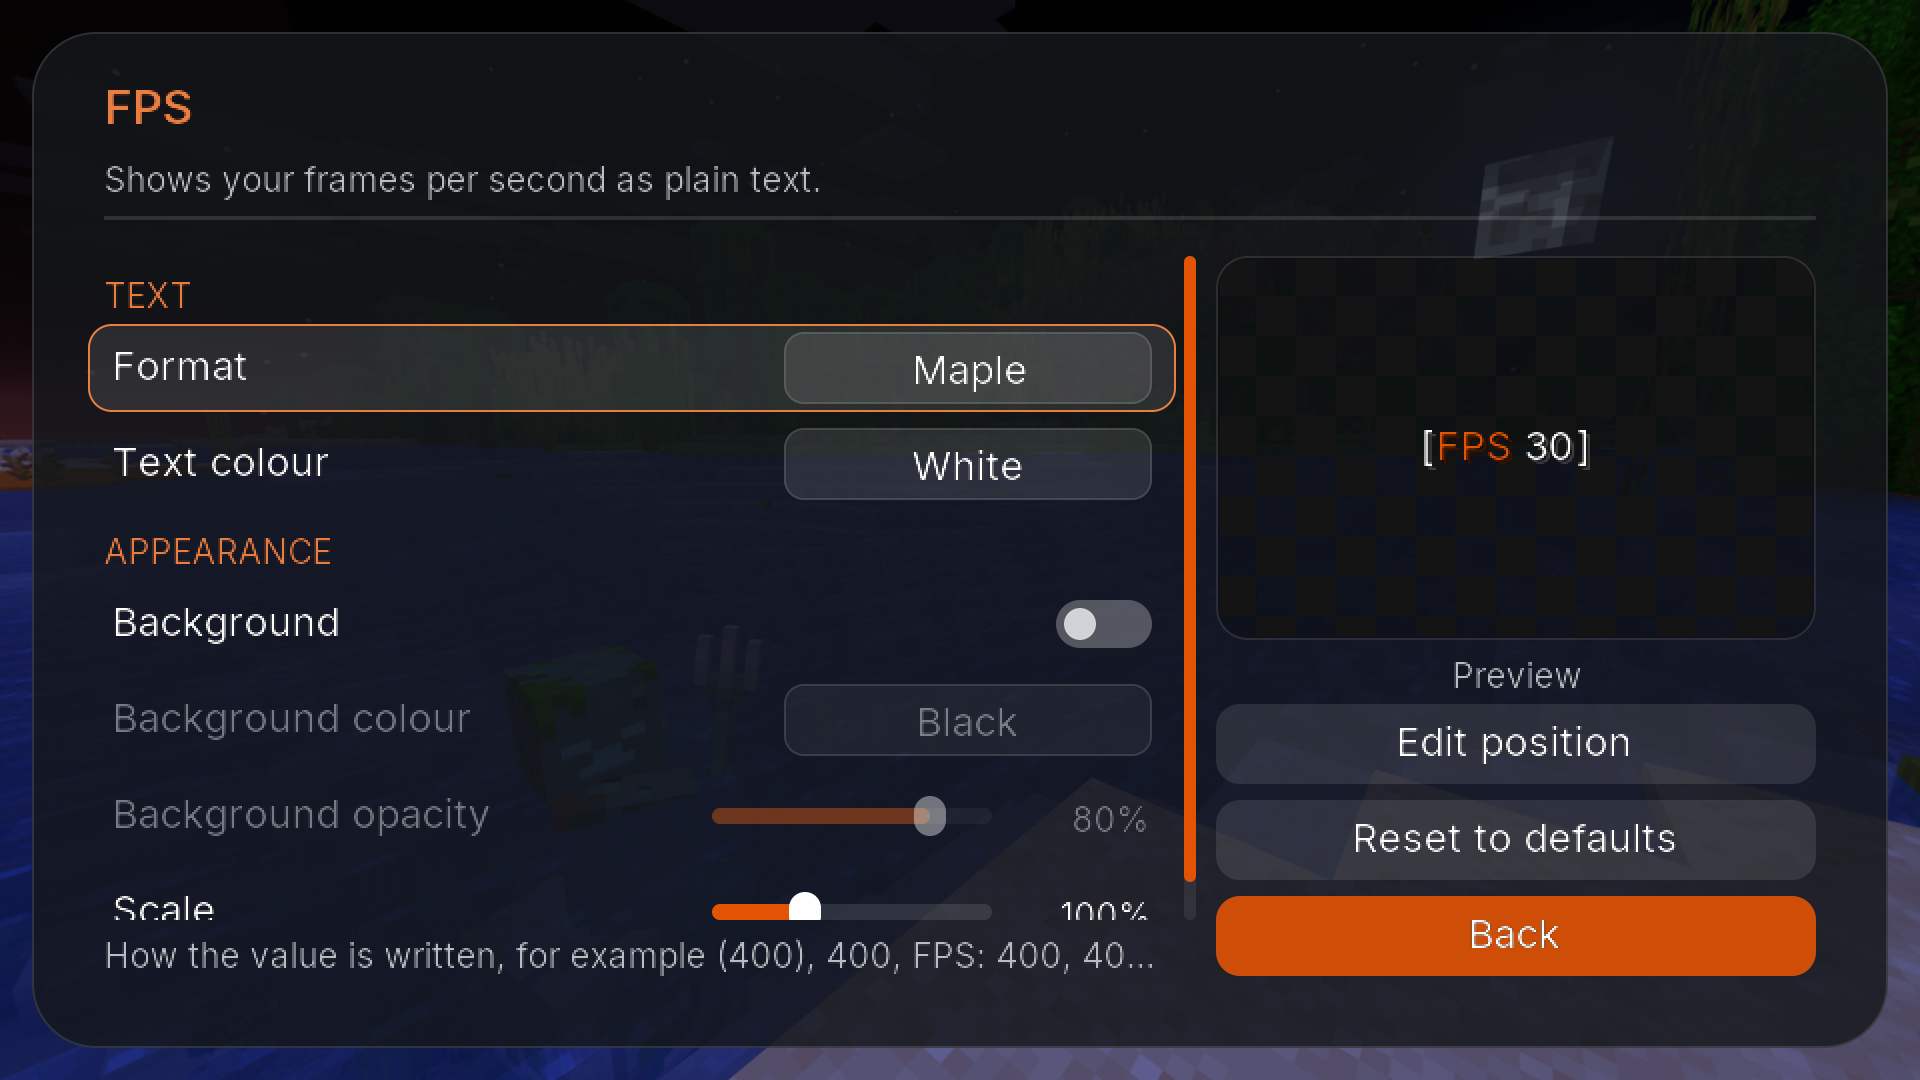 FPS
Shows your frames per second as plain text.
TEXT
Format
Maple
Text colour
White
APPEARANCE
Background
Background colour
Black
Background opacity
80%
Scale
100%
How the value is written, for example (400), 400, FPS: 400, 40...
[FPS 30]
Preview
Edit position
Reset to defaults
Back